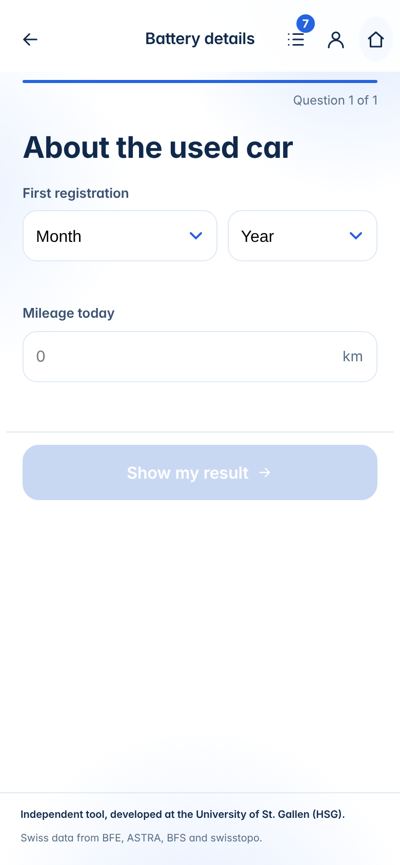 Battery details
7
Question 1 of 1
About the used car
First registration
Month
Year
Mileage today
0
km
Show my result →
Independent tool, developed at the University of St. Gallen (HSG).
Swiss data from BFE, ASTRA, BFS and swisstopo.